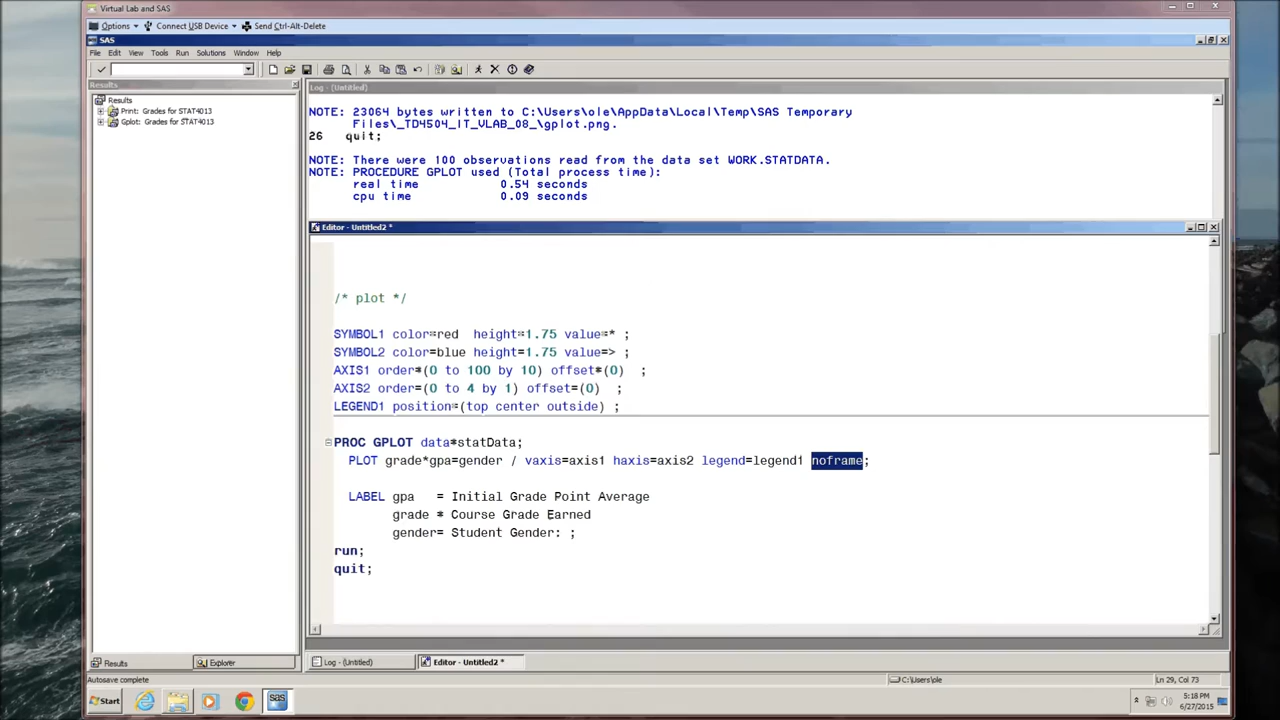 Virtual Lab and SAS
Options Connect USB Device Send Ctrl-Alt-Delete
SAS
File Edit View Tools Run Solutions Window Help
Results
Results
Print: Grades for STAT4013
Gplot: Grades for STAT4013
Log - (Untitled)
NOTE: 23064 bytes written to C:\Users\ole\AppData\Local\Temp\SAS Temporary
Files\_TD4504_IT_VLAB_08_\gplot.png.
26 quit;
NOTE: There were 100 observations read from the data set WORK.STATDATA.
NOTE: PROCEDURE GPLOT used (Total process time):
real time 0.54 seconds
cpu time 0.09 seconds
Editor - Untitled2 *
/* plot */
SYMBOL1 color=red height=1.75 value=* ;
SYMBOL2 color=blue height=1.75 value=> ;
AXIS1 order=(0 to 100 by 10) offset=(0) ;
AXIS2 order=(0 to 4 by 1) offset=(0) ;
LEGEND1 position=(top center outside) ;
PROC GPLOT data=statData;
PLOT grade*gpa=gender / vaxis=axis1 haxis=axis2 legend=legend1 noframe;
LABEL gpa = Initial Grade Point Average
grade = Course Grade Earned
gender= Student Gender: ;
run;
quit;
Results Explorer Log - (Untitled) Editor - Untitled2 *
Autosave complete C:\Users\ole Ln 29, Col 73
Start sas 5:18 PM
6/27/2015